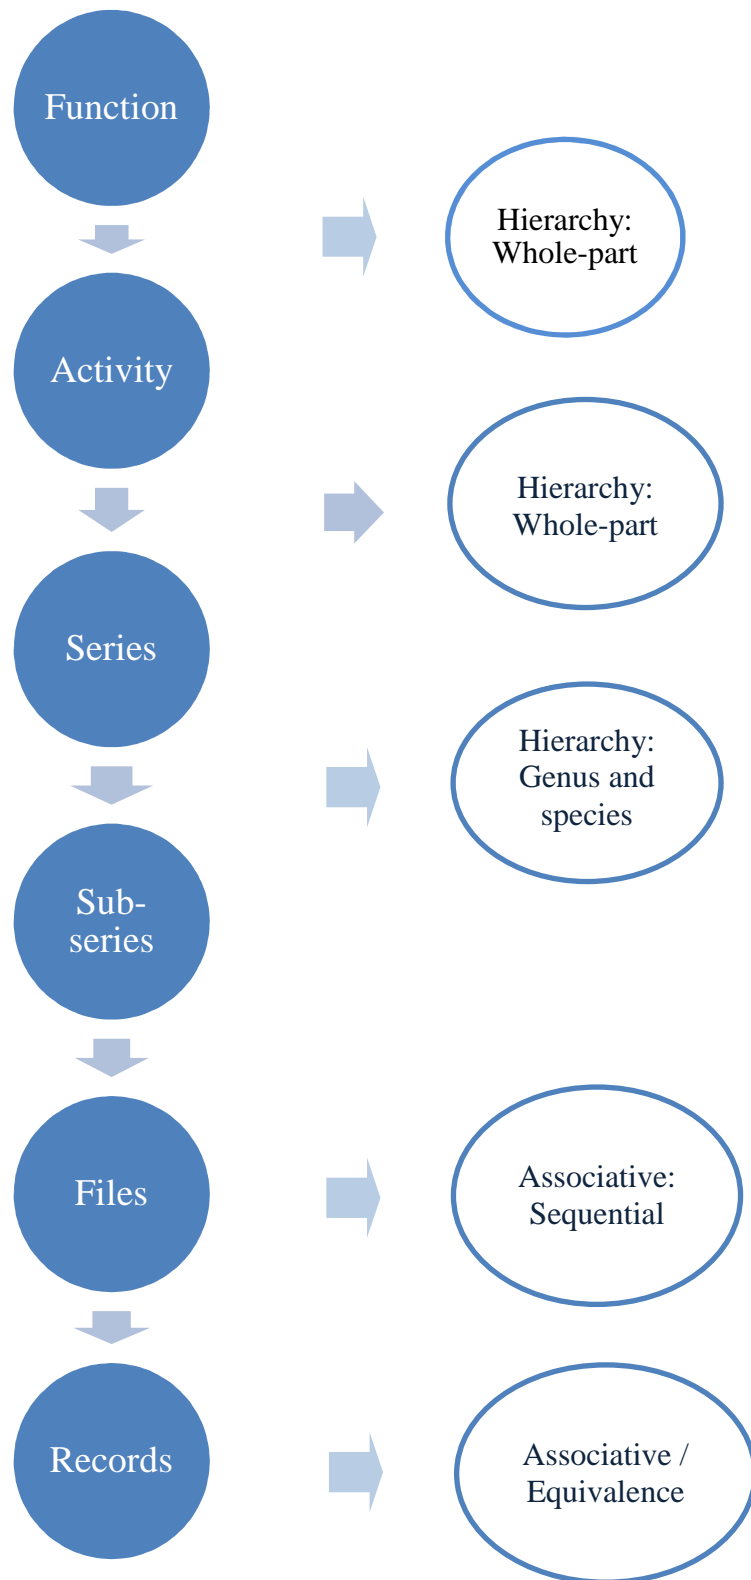 Function
Hierarchy:
Whole-part
Activity
Hierarchy:
Whole-part
Series
Hierarchy:
Genus and
species
Sub-
series
Files
Associative:
Sequential
Records
Associative /
Equivalence